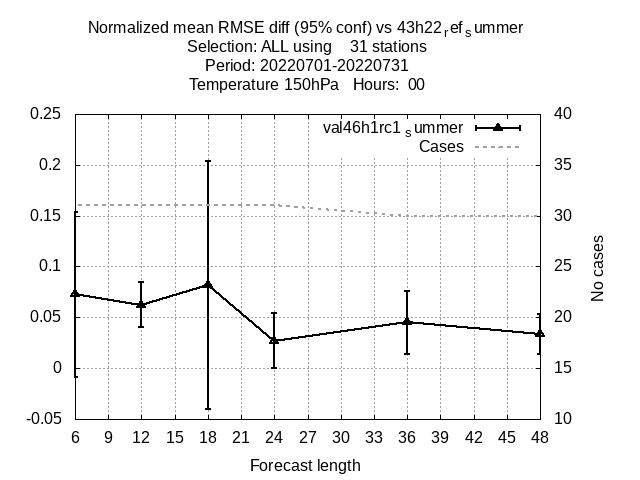 Normalized mean RMSE diff (95% conf) vs 43h22refsummer
Selection: ALL using    31 stations
Period: 20220701-20220731
Temperature 150hPa   Hours:  00
0.25
0.2
0.15
0.1
0.05
0
-0.05
val46h1rc1summer
Cases
40
35
30
25
20
15
10
No cases
6 9 12 15 18 21 24 27 30 33 36 39 42 45 48
Forecast length